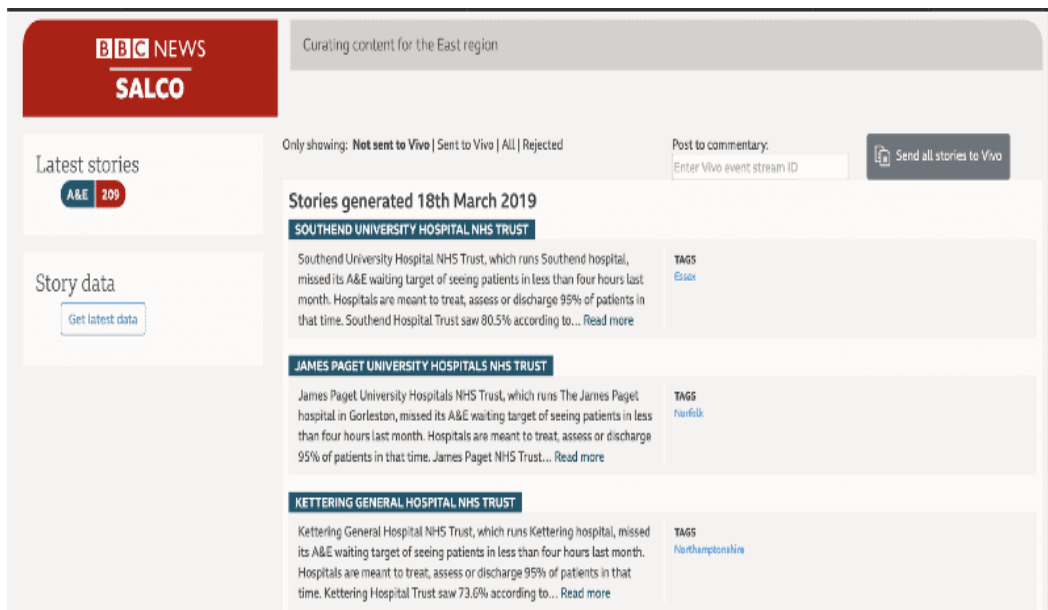 BBC NEWS
SALCO
Curating content for the East region
Latest stories
A&E 209
Story data
Get latest data
Only showing: Not sent to Vivo | Sent to Vivo | All | Rejected
Post to commentary:
Enter Vivo event stream ID
Send all stories to Vivo
Stories generated 18th March 2019
SOUTHEND UNIVERSITY HOSPITAL NHS TRUST
Southend University Hospital NHS Trust, which runs Southend hospital,
missed its A&E waiting target of seeing patients in less than four hours last
month. Hospitals are meant to treat, assess or discharge 95% of patients in
that time. Southend Hospital Trust saw 80.5% according to... Read more
TAGS
Essex
JAMES PAGET UNIVERSITY HOSPITALS NHS TRUST
James Paget University Hospitals NHS Trust, which runs The James Paget
hospital in Gorleston, missed its A&E waiting target of seeing patients in less
than four hours last month. Hospitals are meant to treat, assess or discharge
95% of patients in that time. James Paget NHS Trust... Read more
TAGS
Norfolk
KETTERING GENERAL HOSPITAL NHS TRUST
Kettering General Hospital NHS Trust, which runs Kettering hospital, missed
its A&E waiting target of seeing patients in less than four hours last month.
Hospitals are meant to treat, assess or discharge 95% of patients in that
time. Kettering Hospital Trust saw 73.6% according to... Read more
TAGS
Northamptonshire